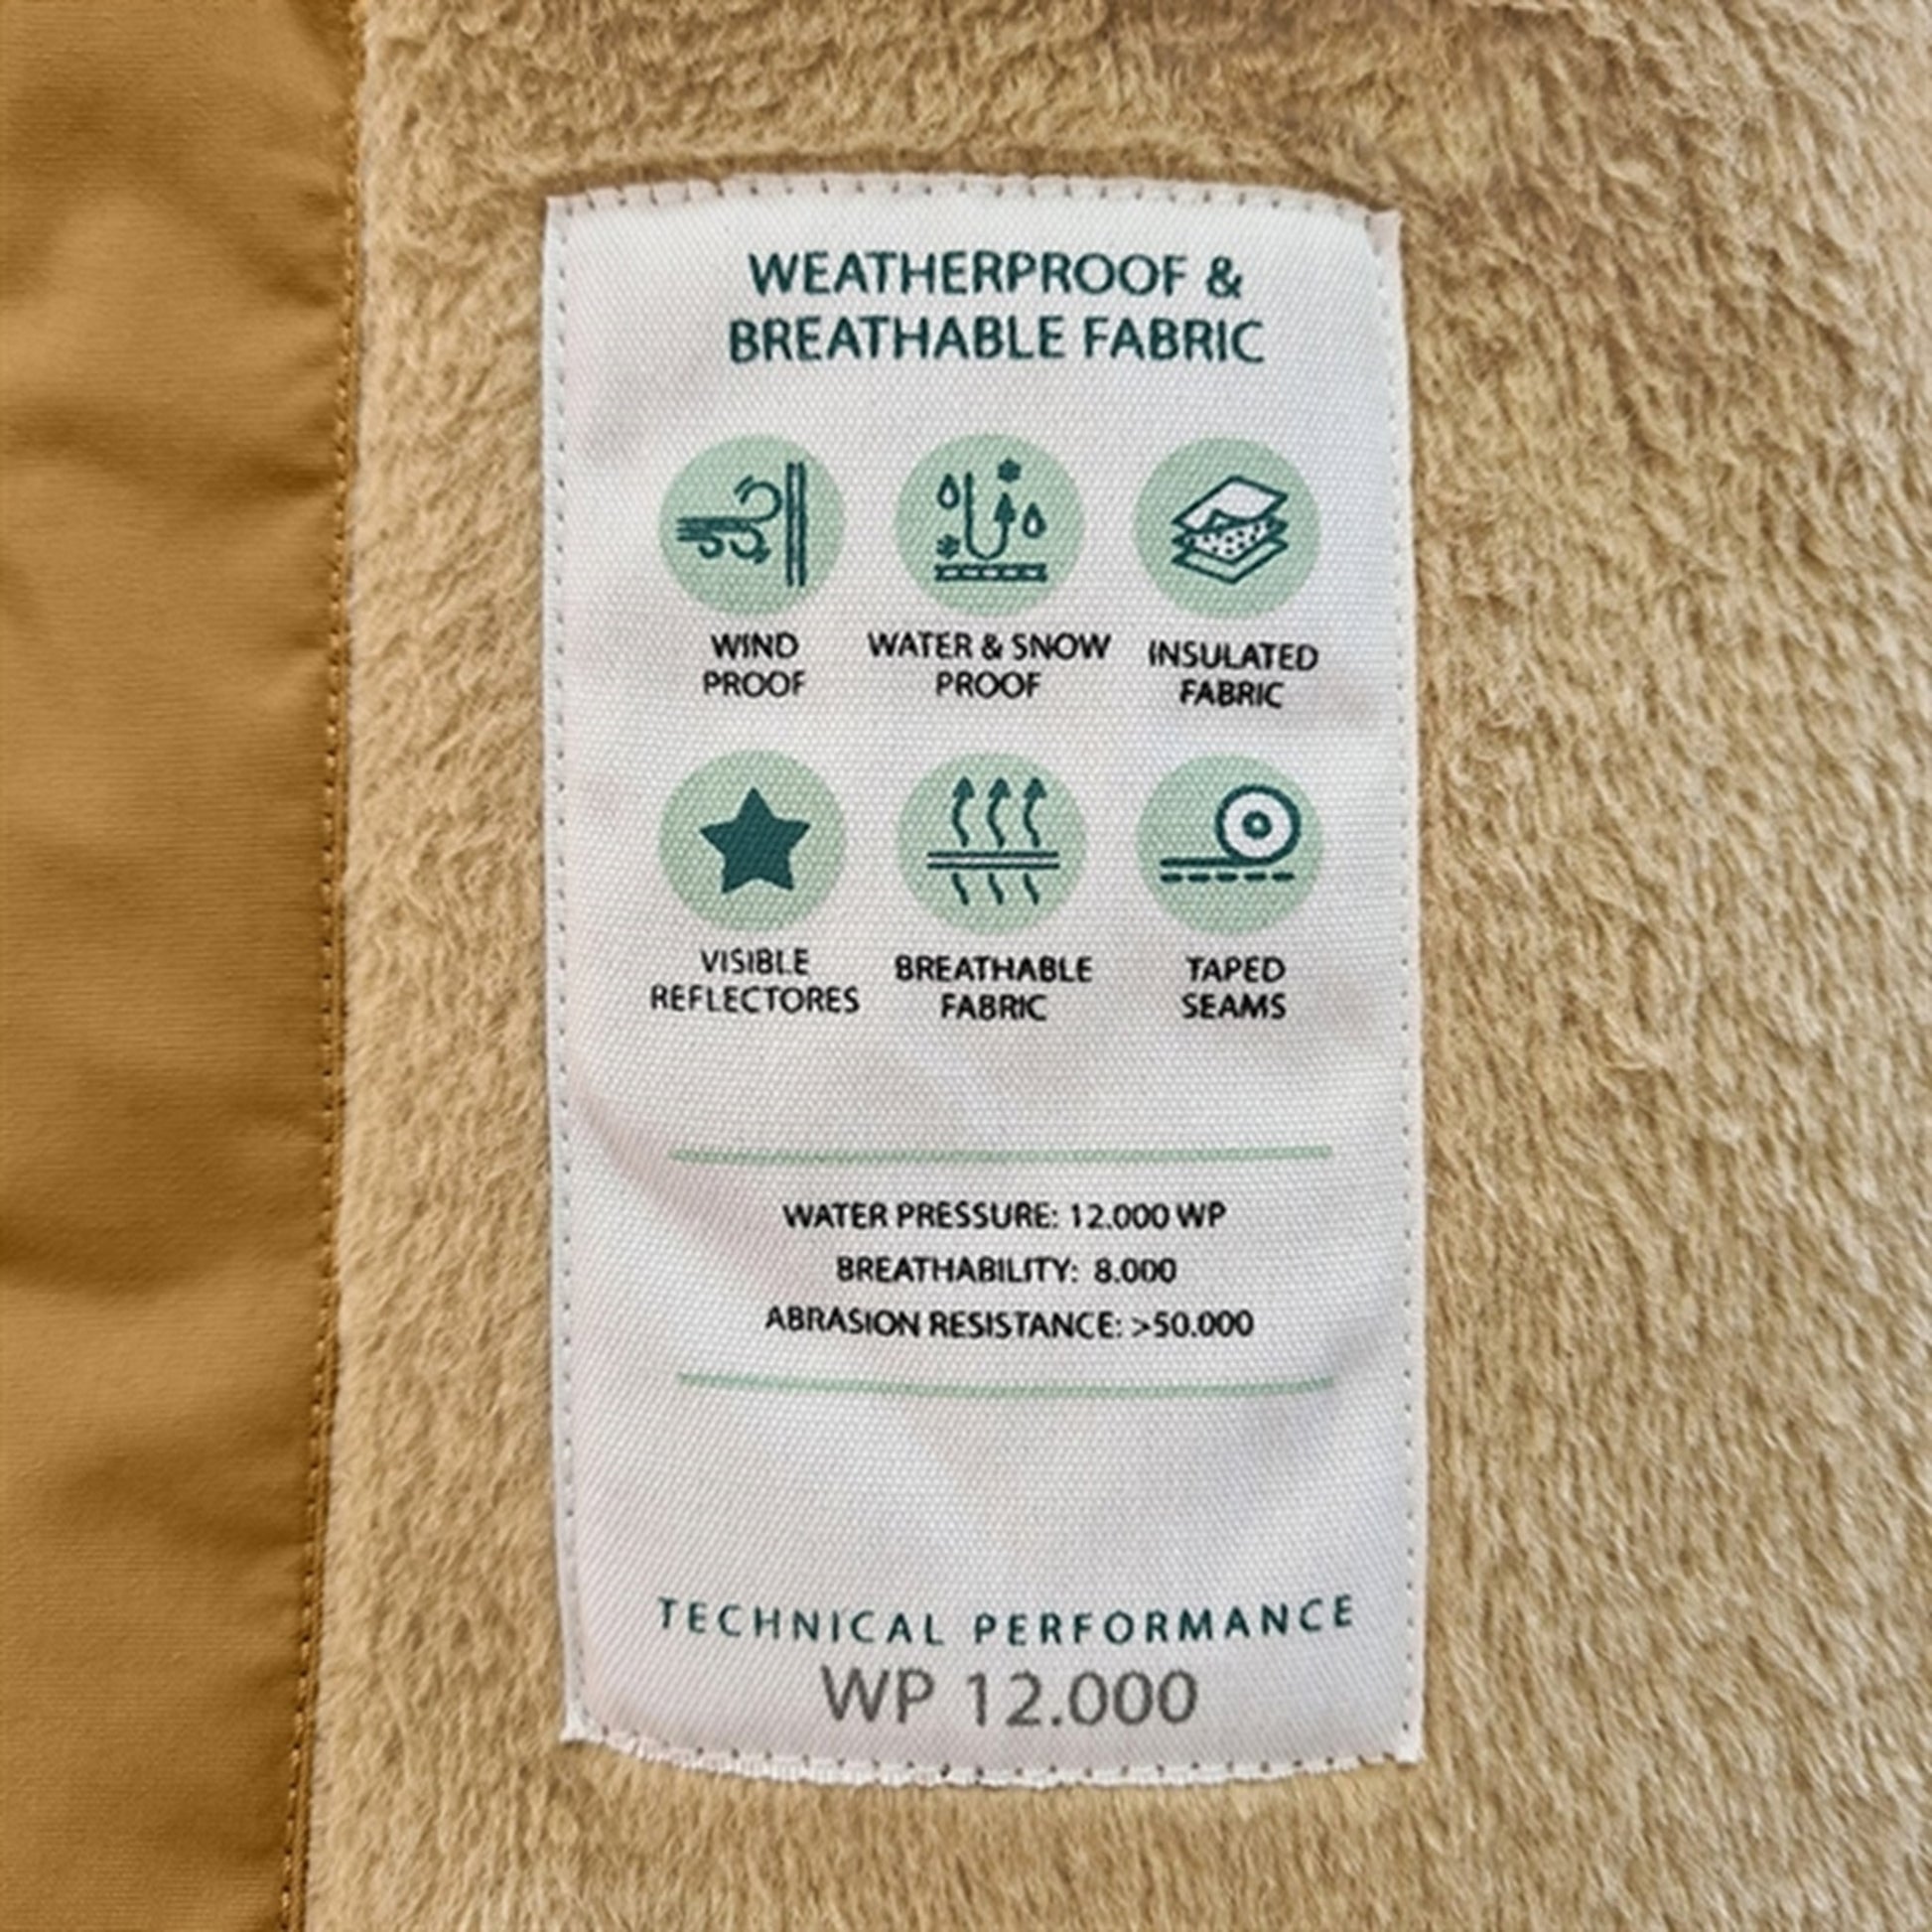 WEATHERPROOF &
BREATHABLE FABRIC
WIND
PROOF
WATER & SNOW
PROOF
INSULATED
FABRIC
VISIBLE
REFLECTORES
BREATHABLE
FABRIC
TAPED
SEAMS
WATER PRESSURE: 12.000 WP
BREATHABILITY: 8.000
ABRASION RESISTANCE: >50.000
TECHNICAL PERFORMANCE
WP 12.000